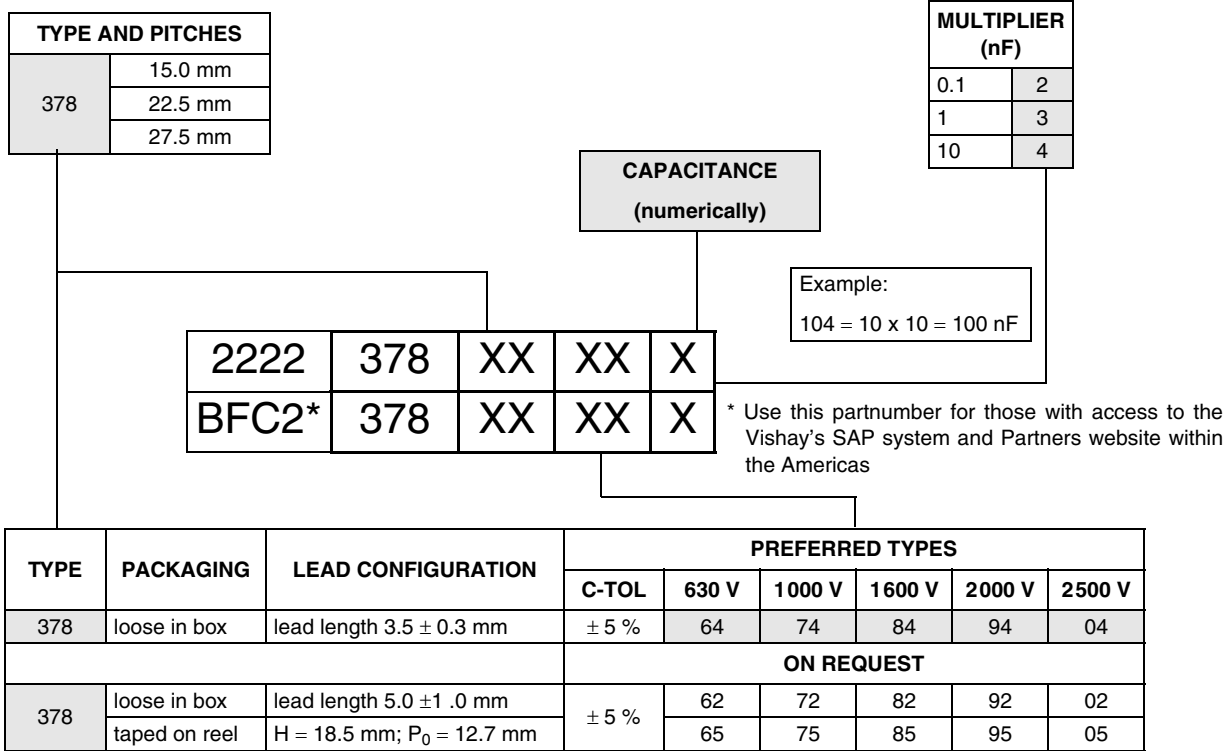 TYPE AND PITCHES
378
15.0 mm
22.5 mm
27.5 mm
MULTIPLIER
(nF)
0.1 2
1 3
10 4
CAPACITANCE
(numerically)
Example:
104 = 10 x 10 = 100 nF
2222 378 XX XX X
BFC2* 378 XX XX X
* Use this partnumber for those with access to the
Vishay's SAP system and Partners website within
the Americas
TYPE PACKAGING LEAD CONFIGURATION PREFERRED TYPES
C-TOL 630 V 1000 V 1600 V 2000 V 2500 V
378 loose in box lead length 3.5 ± 0.3 mm ± 5 % 64 74 84 94 04
ON REQUEST
378 loose in box lead length 5.0 ±1 .0 mm ± 5 % 62 72 82 92 02
taped on reel H = 18.5 mm; P0 = 12.7 mm 65 75 85 95 05